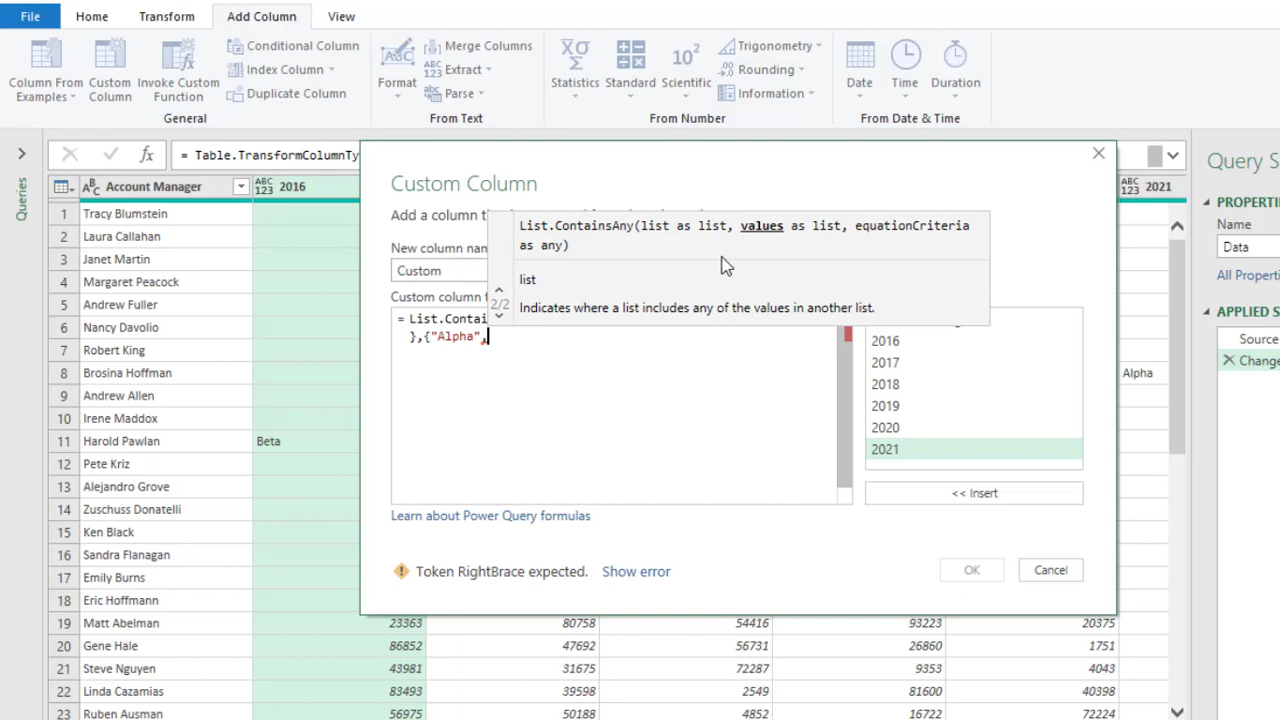 File Home Transform Add Column View
Column From Examples
Custom Column
Invoke Custom Function
Conditional Column
Index Column
Duplicate Column
General
Format
Merge Columns
Extract
Parse
From Text
Statistics
Standard
Scientific
Trigonometry
Rounding
Information
From Number
Date
Time
Duration
From Date & Time
Queries
fx = Table.TransformColumnTy
Account Manager 2016 2021
1 Tracy Blumstein
2 Laura Callahan
3 Janet Martin
4 Margaret Peacock
5 Andrew Fuller
6 Nancy Davolio
7 Robert King
8 Brosina Hoffman Alpha
9 Andrew Allen
10 Irene Maddox
11 Harold Pawlan Beta
12 Pete Kriz
13 Alejandro Grove
14 Zuschuss Donatelli
15 Ken Black
16 Sandra Flanagan
17 Emily Burns
18 Eric Hoffmann
19 Matt Abelman 23363 80758 54416 93223 20375
20 Gene Hale 86852 47692 56731 26860 1751
21 Steve Nguyen 43981 31675 72287 9353 4043
22 Linda Cazamias 83493 39598 2549 81600 40398
23 Ruben Ausman 56975 50188 4852 16722 72224
Custom Column
New column nam
Custom
Custom column f
= List.Contai
},{"Alpha",
List.ContainsAny(list as list, values as list, equationCriteria
as any)
list
2/2
Indicates where a list includes any of the values in another list.
2016
2017
2018
2019
2020
2021
<< Insert
Learn about Power Query formulas
Token RightBrace expected. Show error
OK
Cancel
Query S
PROPERT
Name
Data
All Properti
APPLIED S
Source
Change